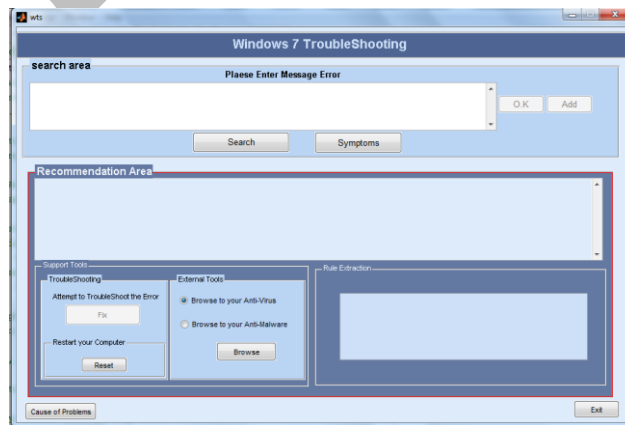 wts
Windows 7 TroubleShooting
search area
Plaese Enter Message Error
O.K Add
Search Symptoms
Recommendation Area
Support Tools
Rule Extraction
TroubleShooting
External Tools
Attempt to TroubleShoot the Error
Fix
Browse to your Anti-Virus
Browse to your Anti-Malware
Restart your Computer
Reset
Browse
Cause of Problems
Exit